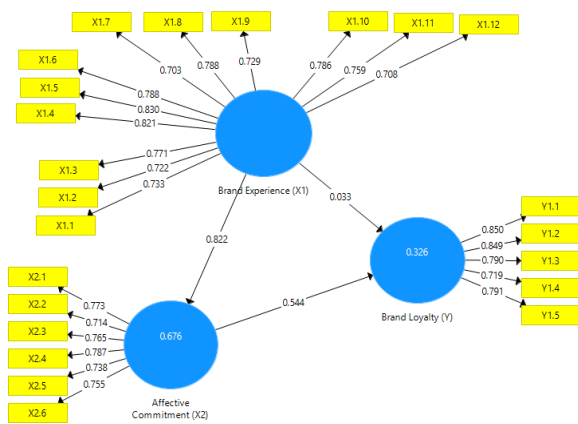 X1.7
X1.8
X1.9
X1.10
X1.11
X1.12
0.703
0.788
0.729
0.786
0.759
0.708
X1.6
X1.5
X1.4
0.788
0.830
0.821
X1.3
X1.2
X1.1
0.771
0.722
0.733
Brand Experience (X1)
0.033
0.822
0.544
X2.1
X2.2
X2.3
X2.4
X2.5
X2.6
0.773
0.714
0.765
0.787
0.738
0.755
0.676
Affective
Commitment (X2)
0.326
Brand Loyalty (Y)
0.850
0.849
0.790
0.719
0.791
Y1.1
Y1.2
Y1.3
Y1.4
Y1.5